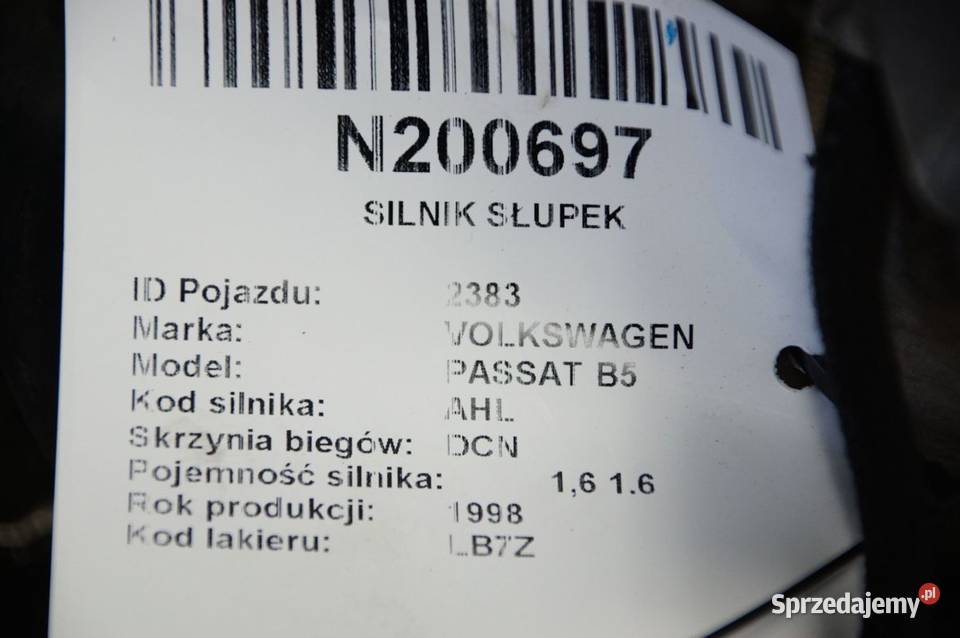 N200697
SILNIK SŁUPEK
ID Pojazdu: 2383
Marka: VOLKSWAGEN
Model: PASSAT B5
Kod silnika: AHL
Skrzynia biegów: DCN
Pojemność silnika: 1,6 1.6
Rok produkcji: 1998
Kod lakieru: LB7Z
Sprzedajemy.pl